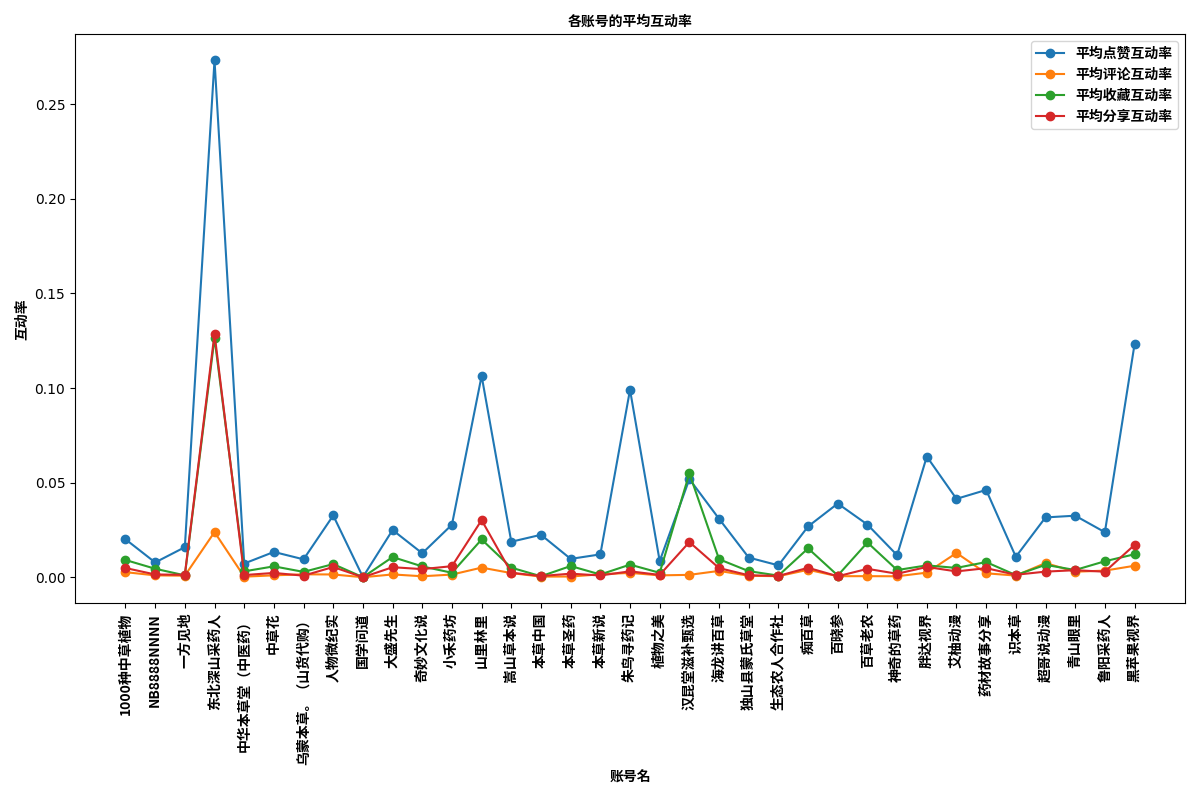 各账号的平均互动率
平均点赞互动率
平均评论互动率
平均收藏互动率
平均分享互动率
互动率
0.25
0.20
0.15
0.10
0.05
0.00
1000种中草植物
NB8888NNNN
一方见地
东北深山采药人
中华本草堂（中医药）
中草花
乌蒙本草。（山货代购）
人物微纪实
国学问道
大盛先生
奇妙文化说
小禾药坊
山里林里
嵩山草本说
本草中国
本草圣药
本草新说
朱鸟寻药记
植物之美
汉昆堂滋补甄选
海龙讲百草
独山县蒙氏草堂
生态农人合作社
痴百草
百晓参
百草老农
神奇的草药
胖达视界
艾柚动漫
药材故事分享
识本草
超哥说动漫
青山眼里
鲁阳采药人
黑苹果视界
账号名